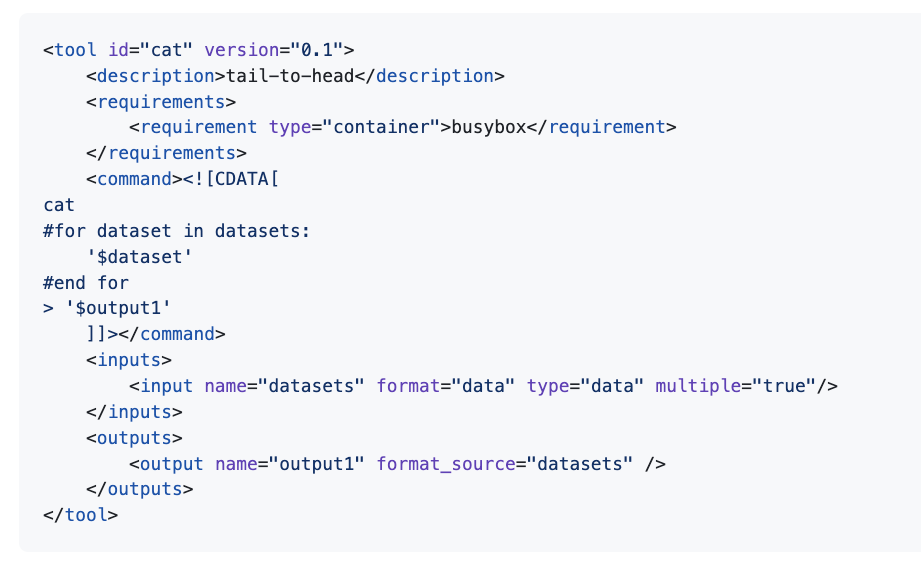 <tool id="cat" version="0.1">
    <description>tail-to-head</description>
    <requirements>
        <requirement type="container">busybox</requirement>
    </requirements>
    <command><![CDATA[
cat
#for dataset in datasets:
    '$dataset'
#end for
> '$output1'
    ]]></command>
    <inputs>
        <input name="datasets" format="data" type="data" multiple="true"/>
    </inputs>
    <outputs>
        <output name="output1" format_source="datasets" />
    </outputs>
</tool>